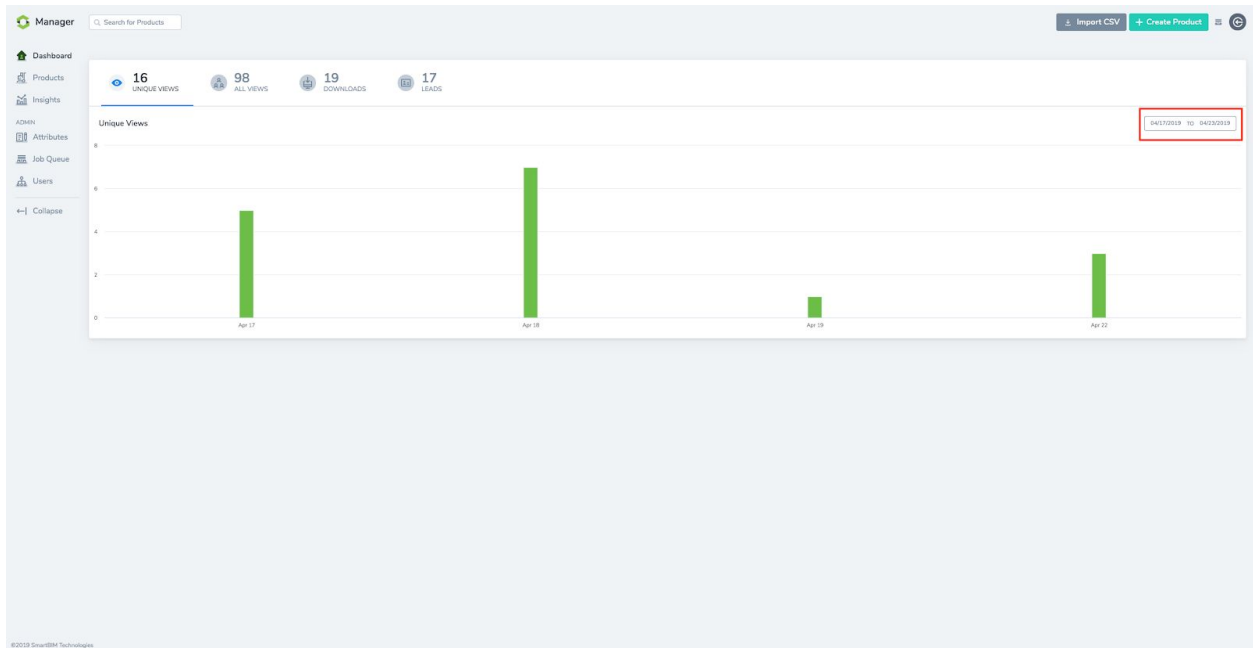 Manager
Search for Products
Import CSV
+ Create Product
Dashboard
Products
Insights
ADMIN
Attributes
Job Queue
Users
Collapse
16
UNIQUE VIEWS
98
ALL VIEWS
19
DOWNLOADS
17
LEADS
Unique Views
04/17/2019 TO 04/23/2019
8
6
4
2
0
Apr 17
Apr 18
Apr 19
Apr 22
©2019 SmartBIM Technologies